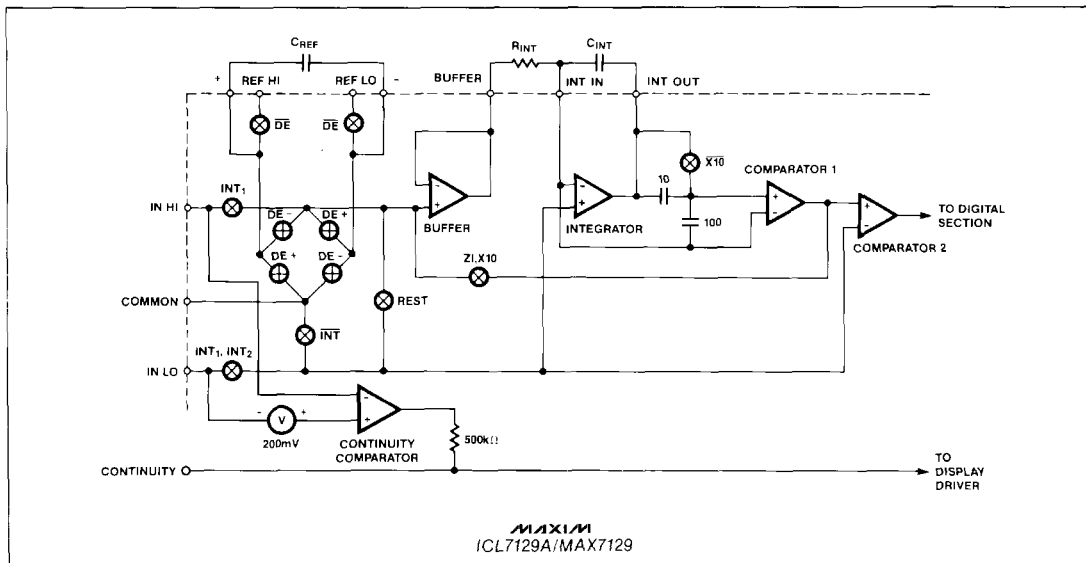 CREF
RINT
CINT
+ REF HI REF LO - BUFFER INT IN INT OUT
DE DE
X10
COMPARATOR 1
INT1
DE - DE +
10
IN HI
BUFFER
INTEGRATOR
100
TO DIGITAL
SECTION
COMPARATOR 2
DE + DE -
ZI, X10
COMMON
REST
INT
INT1, INT2
IN LO
- V +
200mV
CONTINUITY
COMPARATOR
500kΩ
CONTINUITY
TO
DISPLAY
DRIVER
MAXIM
ICL7129A/MAX7129